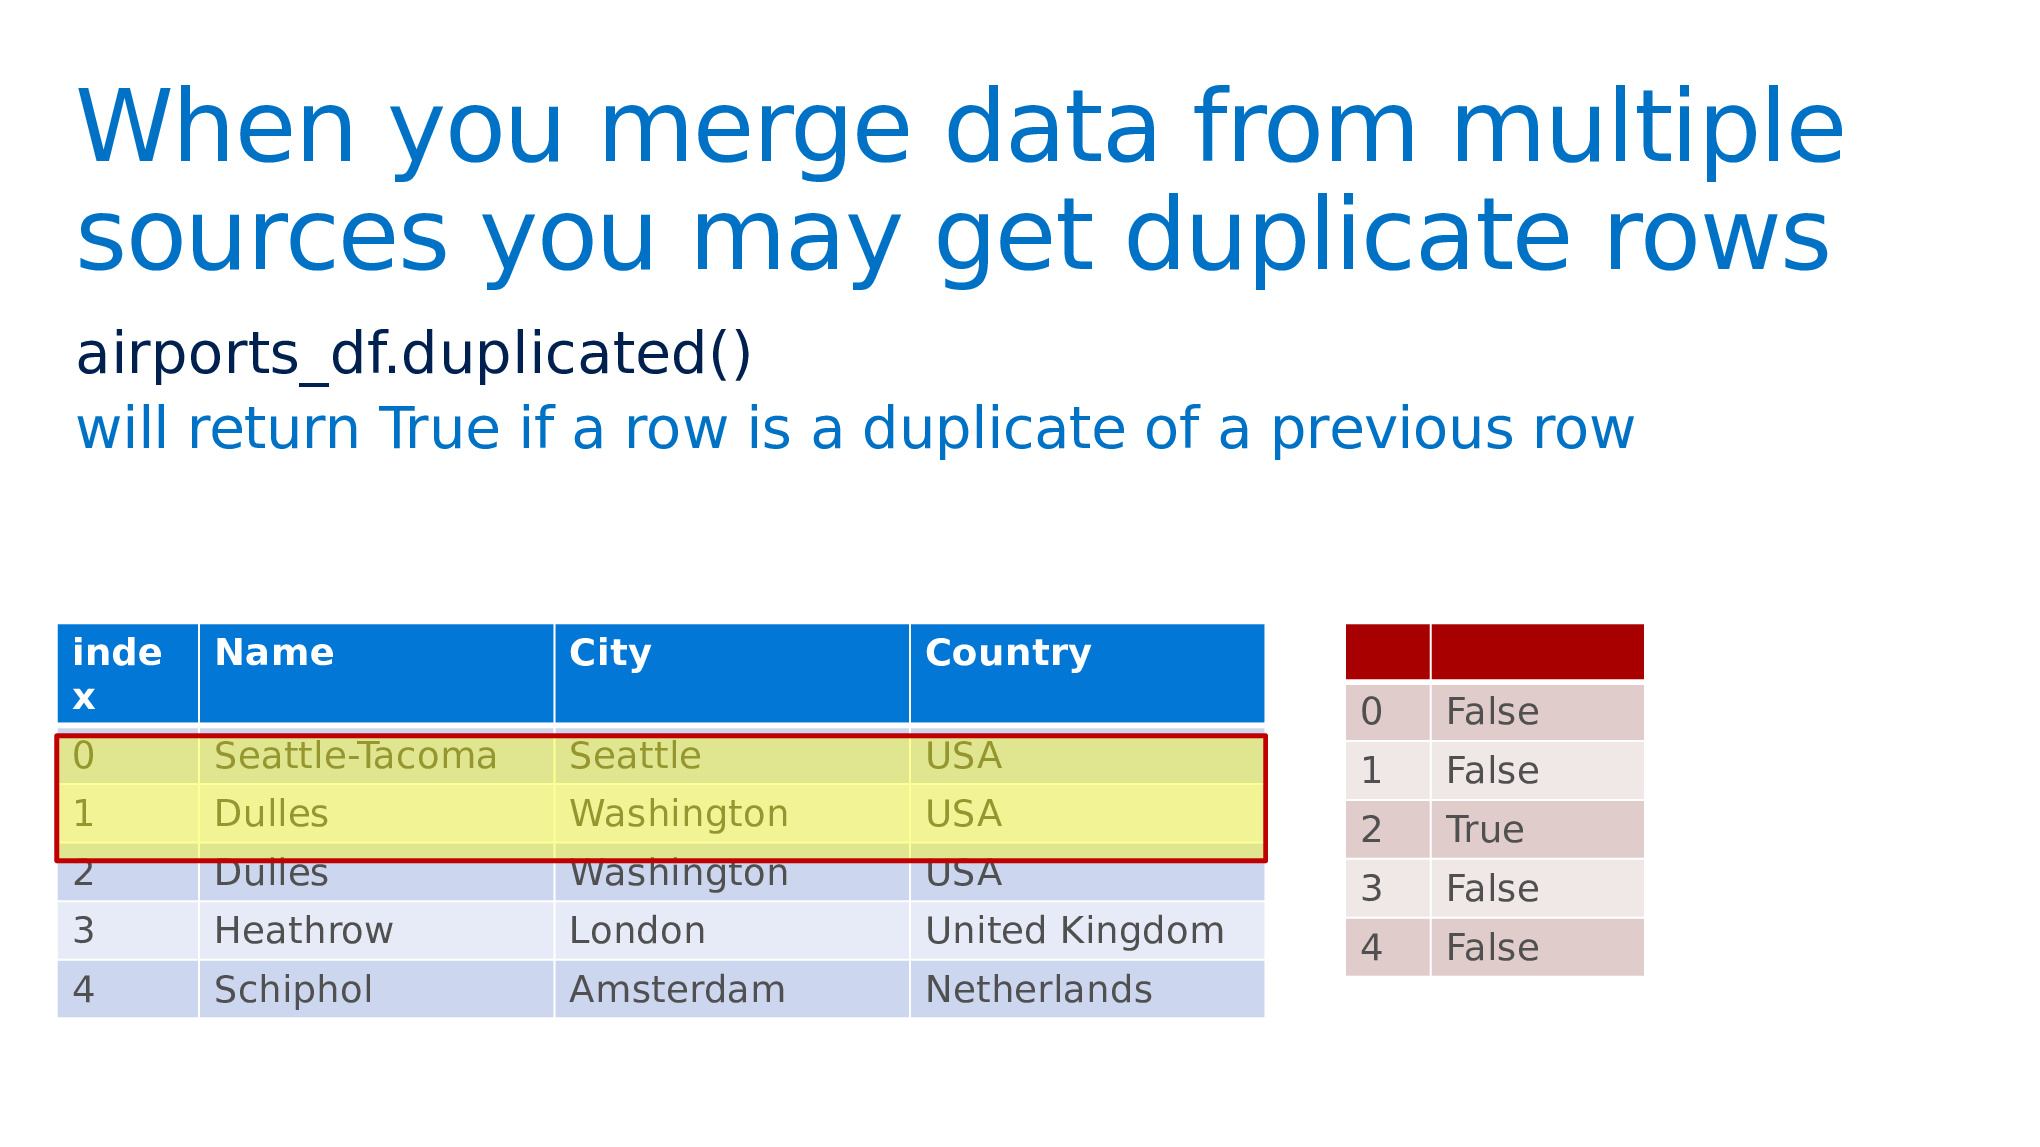 When you merge data from multiple
sources you may get duplicate rows
airports_df.duplicated()
will return True if a row is a duplicate of a previous row
inde
x Name City Country
0 Seattle-Tacoma Seattle USA
1 Dulles Washington USA
2 Dulles Washington USA
3 Heathrow London United Kingdom
4 Schiphol Amsterdam Netherlands
0 False
1 False
2 True
3 False
4 False